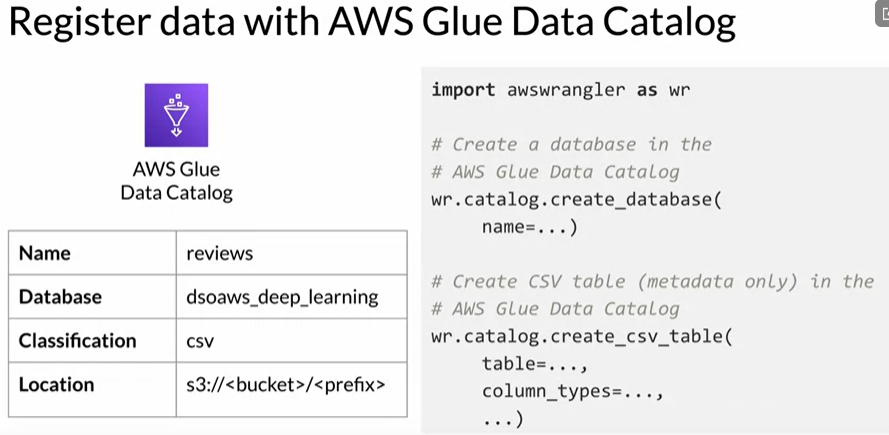 Register data with AWS Glue Data Catalog
AWS Glue
Data Catalog
Name reviews
Database dsoaws_deep_learning
Classification csv
Location s3://<bucket>/<prefix>
import awswrangler as wr
# Create a database in the
# AWS Glue Data Catalog
wr.catalog.create_database(
name=...)
# Create CSV table (metadata only) in the
# AWS Glue Data Catalog
wr.catalog.create_csv_table(
table=...,
column_types=...,
...)